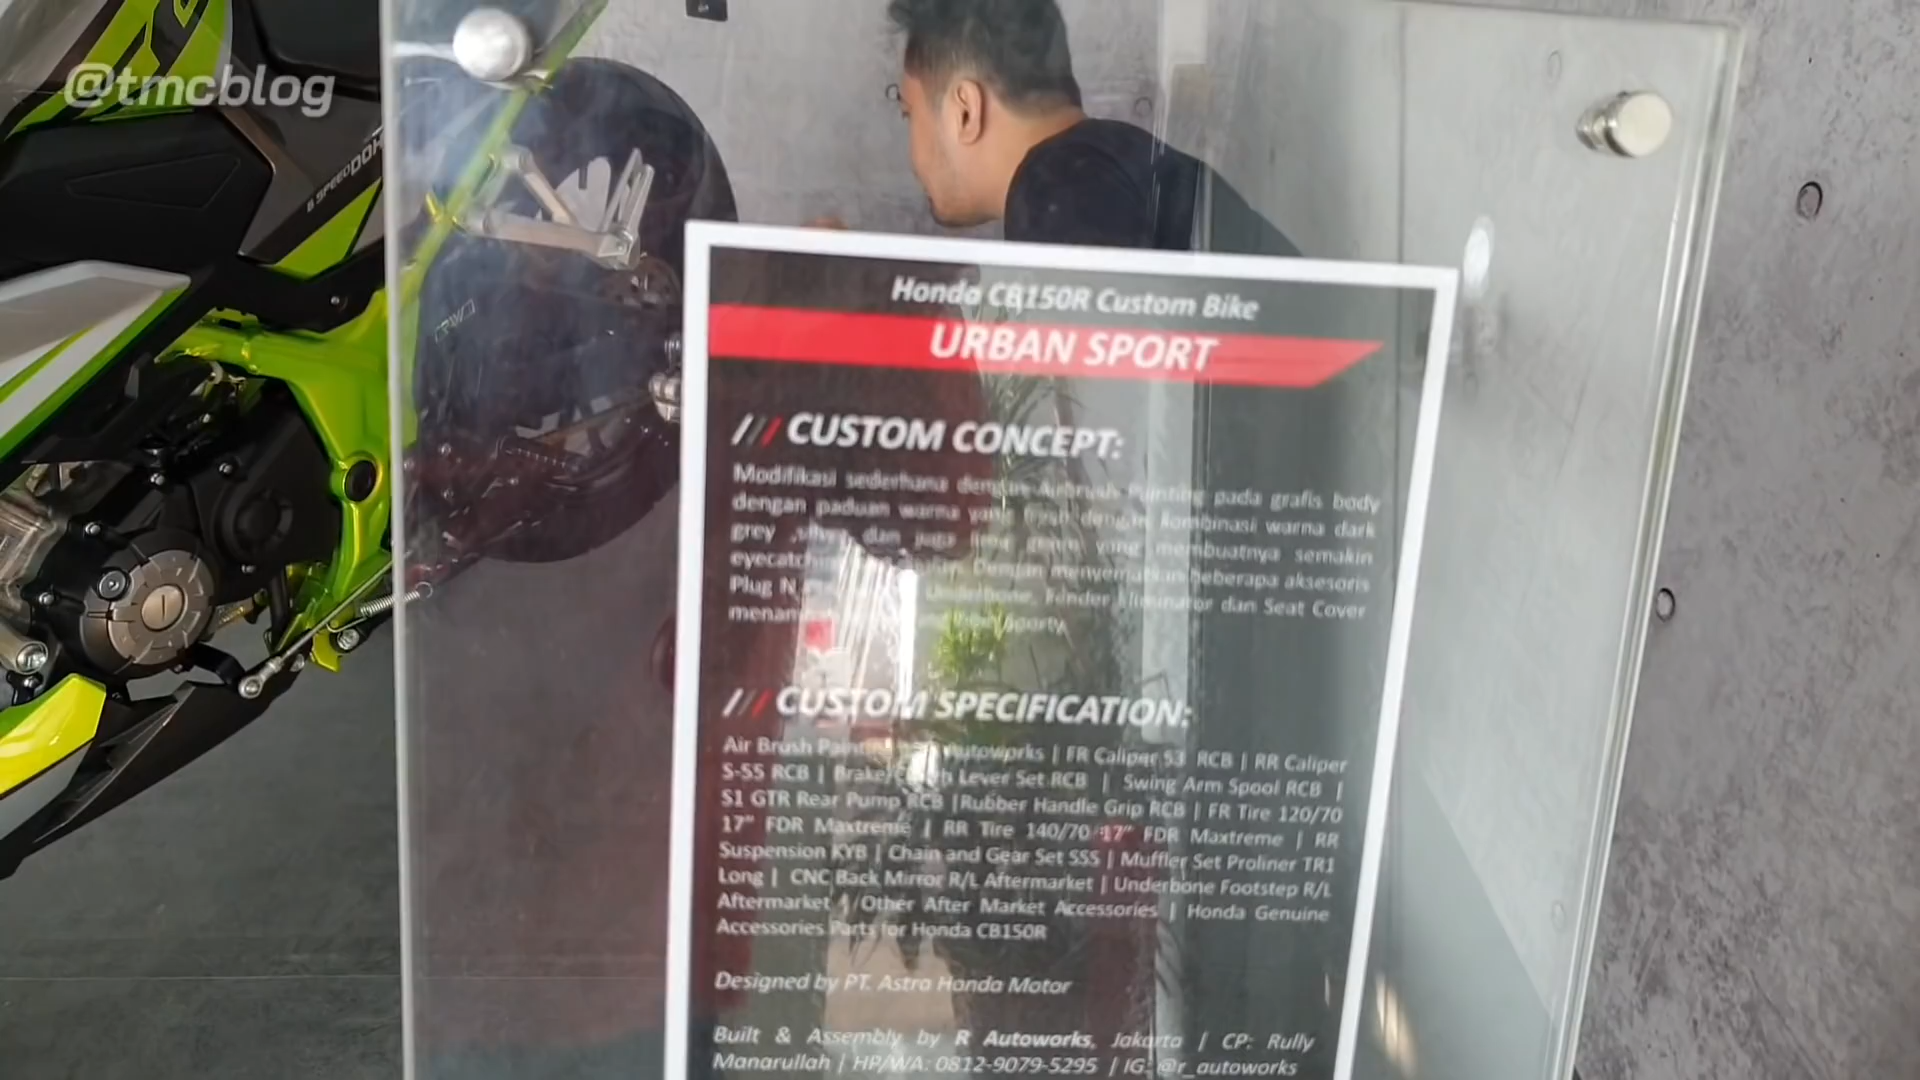 @tmcblog
6 SPEED DOHC
Honda CB150R Custom Bike
URBAN SPORT
/// CUSTOM CONCEPT:
Modifikasi sederhana dengan Airbrush Painting pada grafis body
dengan paduan warna yang fresh dengan kombinasi warna dark
grey ,silver dan juga lime green yang membuatnya semakin
Dengan menyematkan beberapa aksesoris
Plug N Underbone, Fender Eliminator dan Seat Cover
sporty.
/// CUSTOM SPECIFICATION:
Air Brush Painting Autoworks | FR Caliper S3 RCB | RR Caliper
S-55 RCB | Brake Lever Set RCB | Swing Arm Spool RCB |
S1 GTR Rear Pump RCB |Rubber Handle Grip RCB | FR Tire 120/70
17” FDR Maxtreme | RR Tire 140/70 17” FDR Maxtreme | RR
Suspension KYB | Chain and Gear Set SSS | Muffler Set Proliner TR1
Long | CNC Back Mirror R/L Aftermarket | Underbone Footstep R/L
Aftermarket | Other After Market Accessories | Honda Genuine
Accessories Parts for Honda CB150R
Designed by PT. Astra Honda Motor
Built & Assembly by R Autoworks, Jakarta | CP: Rully
Manarullah | HP/WA: 0812-9079-5295 | IG: @r_autoworks